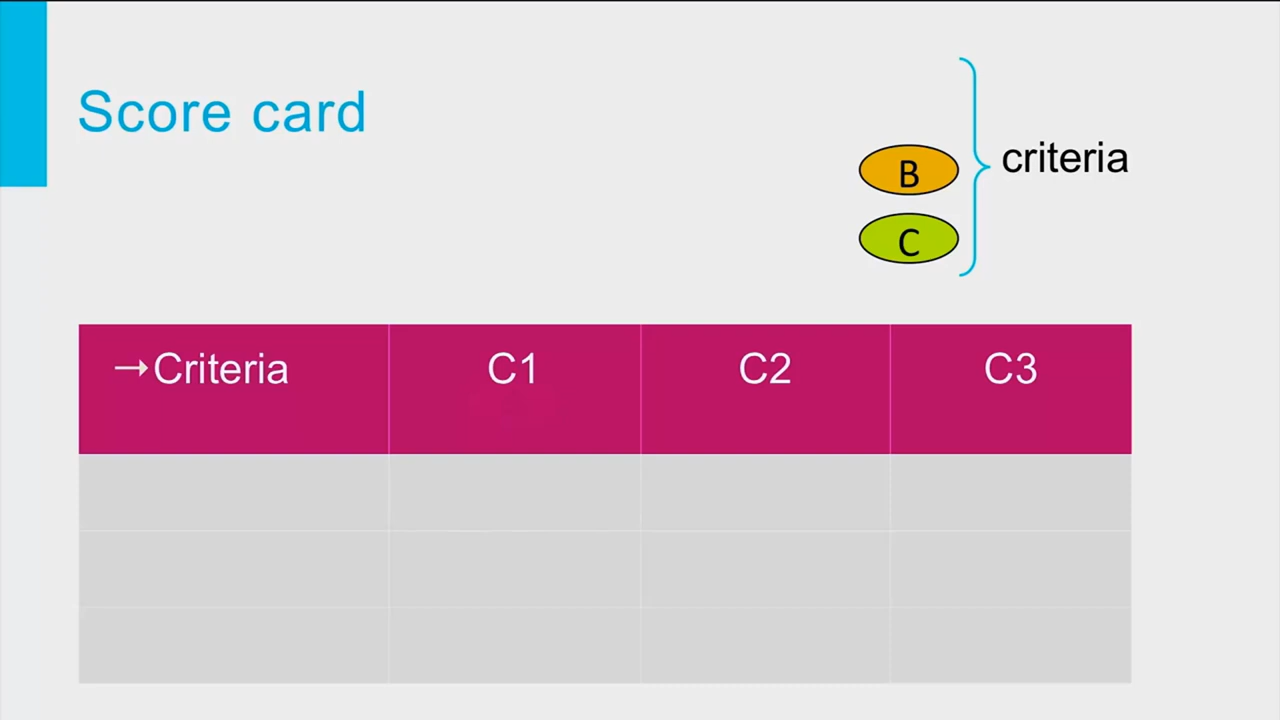 Score card
B
criteria
C
→Criteria C1 C2 C3